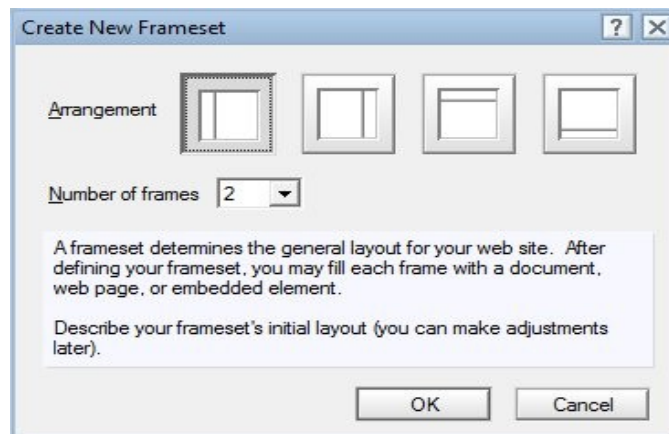 Create New Frameset
Arrangement
Number of frames 2
A frameset determines the general layout for your web site. After
defining your frameset, you may fill each frame with a document,
web page, or embedded element.
Describe your frameset's initial layout (you can make adjustments
later).
OK Cancel